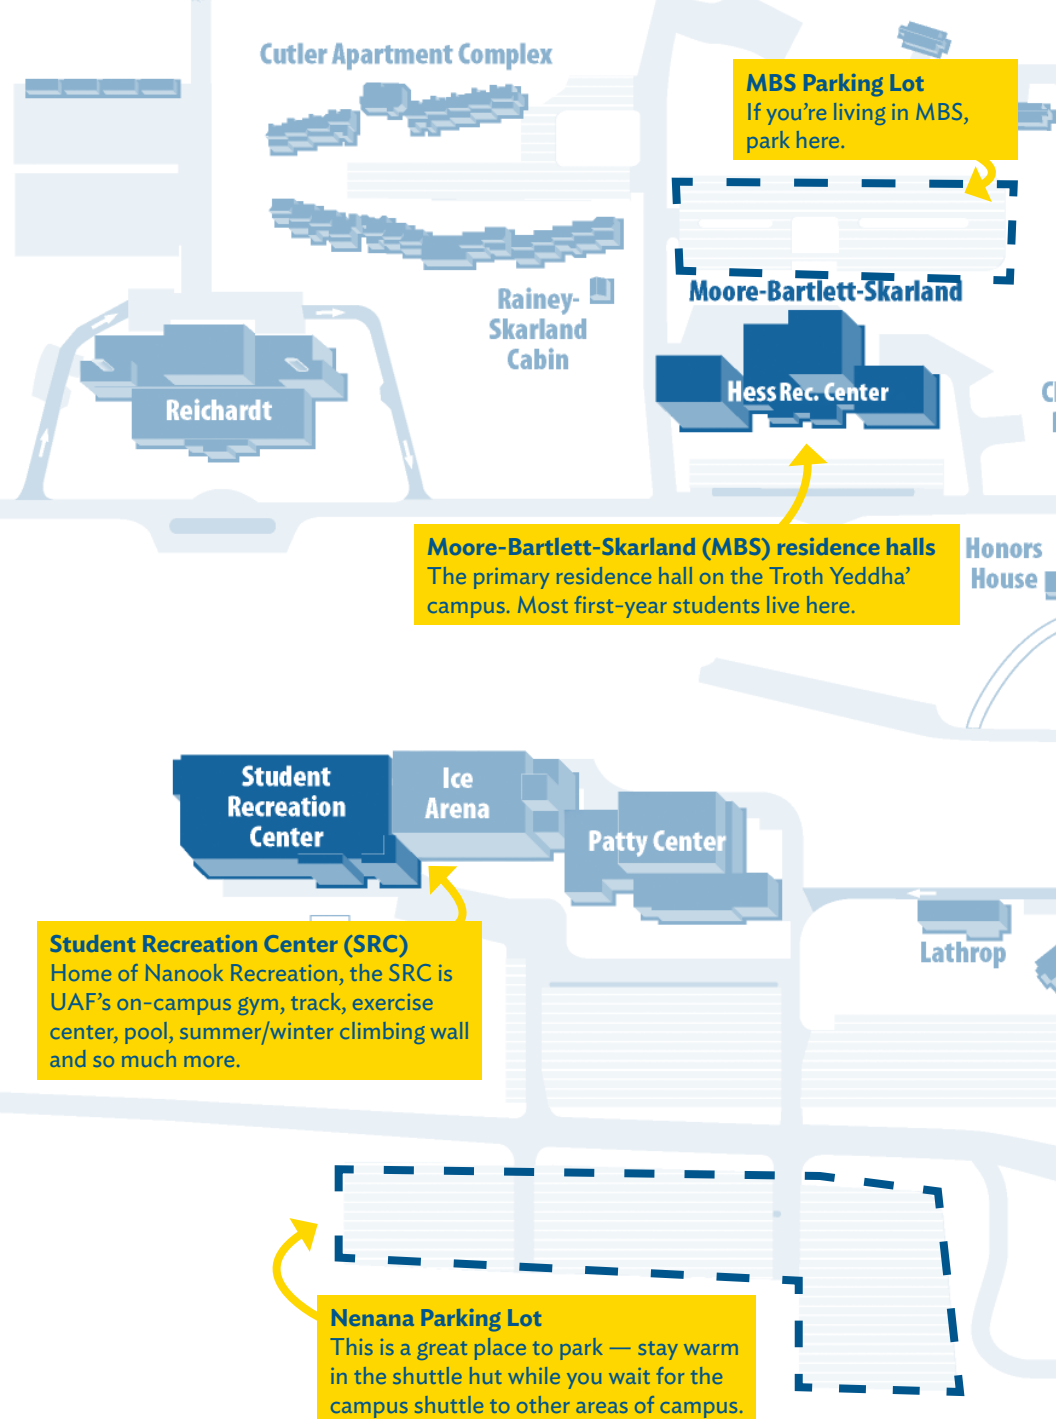 Cutler Apartment Complex
MBS Parking Lot
If you're living in MBS,
park here.
Moore-Bartlett-Skarland
Rainey-
Skarland
Cabin
Hess Rec. Center
Reichardt
Moore-Bartlett-Skarland (MBS) residence halls
The primary residence hall on the Troth Yeddha'
campus. Most first-year students live here.
Honors
House
Student
Recreation
Center
Ice
Arena
Patty Center
Lathrop
Student Recreation Center (SRC)
Home of Nanook Recreation, the SRC is
UAF's on-campus gym, track, exercise
center, pool, summer/winter climbing wall
and so much more.
Nenana Parking Lot
This is a great place to park — stay warm
in the shuttle hut while you wait for the
campus shuttle to other areas of campus.